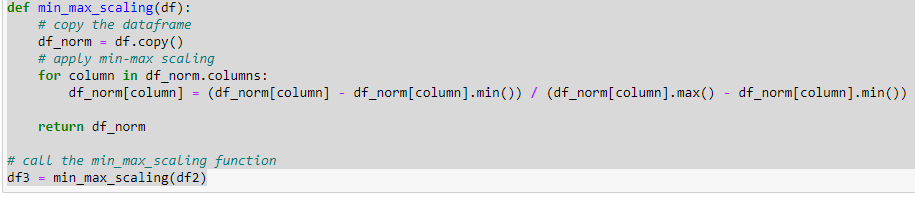 def min_max_scaling(df):
    # copy the dataframe
    df_norm = df.copy()
    # apply min-max scaling
    for column in df_norm.columns:
        df_norm[column] = (df_norm[column] - df_norm[column].min()) / (df_norm[column].max() - df_norm[column].min())
    return df_norm
# call the min_max_scaling function
df3 = min_max_scaling(df2)